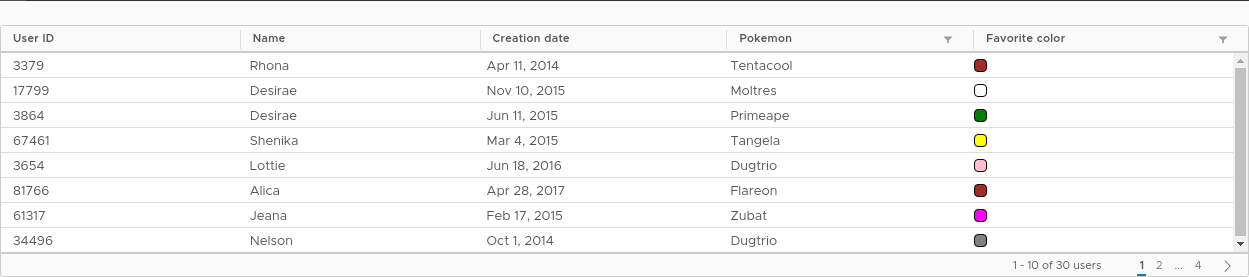 User ID Name Creation date Pokemon Favorite color
3379 Rhona Apr 11, 2014 Tentacool
17799 Desirae Nov 10, 2015 Moltres
3864 Desirae Jun 11, 2015 Primeape
67461 Shenika Mar 4, 2015 Tangela
3654 Lottie Jun 18, 2016 Dugtrio
81766 Alica Apr 28, 2017 Flareon
61317 Jeana Feb 17, 2015 Zubat
34496 Nelson Oct 1, 2014 Dugtrio
1 - 10 of 30 users 1 2 ... 4